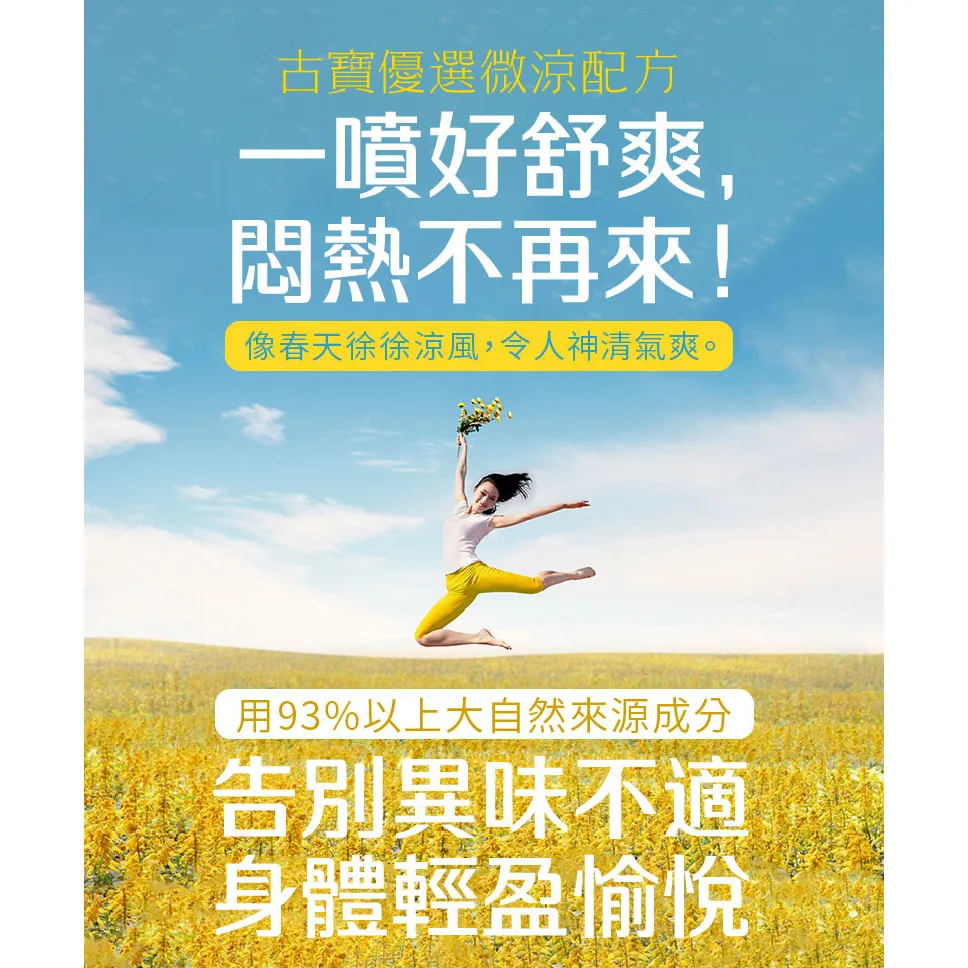 古寶優選微涼配方
一噴好舒爽,
悶熱不再來!
像春天徐徐涼風,令人神清氣爽。
用93%以上大自然來源成分
告別異味不適
身體輕盈愉悅